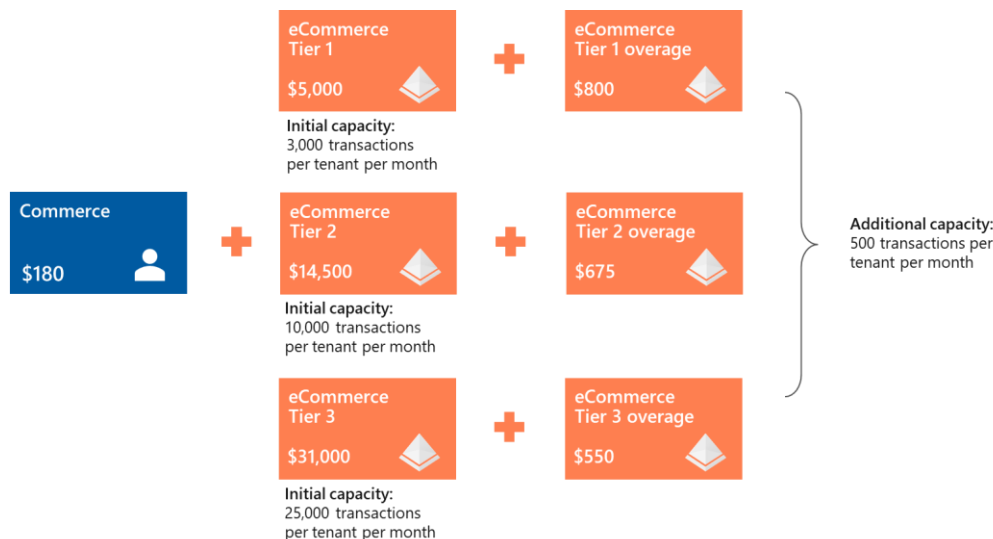 eCommerce
Tier 1
$5,000
eCommerce
Tier 1 overage
$800
Initial capacity:
3,000 transactions
per tenant per month
Commerce
$180
eCommerce
Tier 2
$14,500
eCommerce
Tier 2 overage
$675
Initial capacity:
10,000 transactions
per tenant per month
Additional capacity:
500 transactions per
tenant per month
eCommerce
Tier 3
$31,000
eCommerce
Tier 3 overage
$550
Initial capacity:
25,000 transactions
per tenant per month